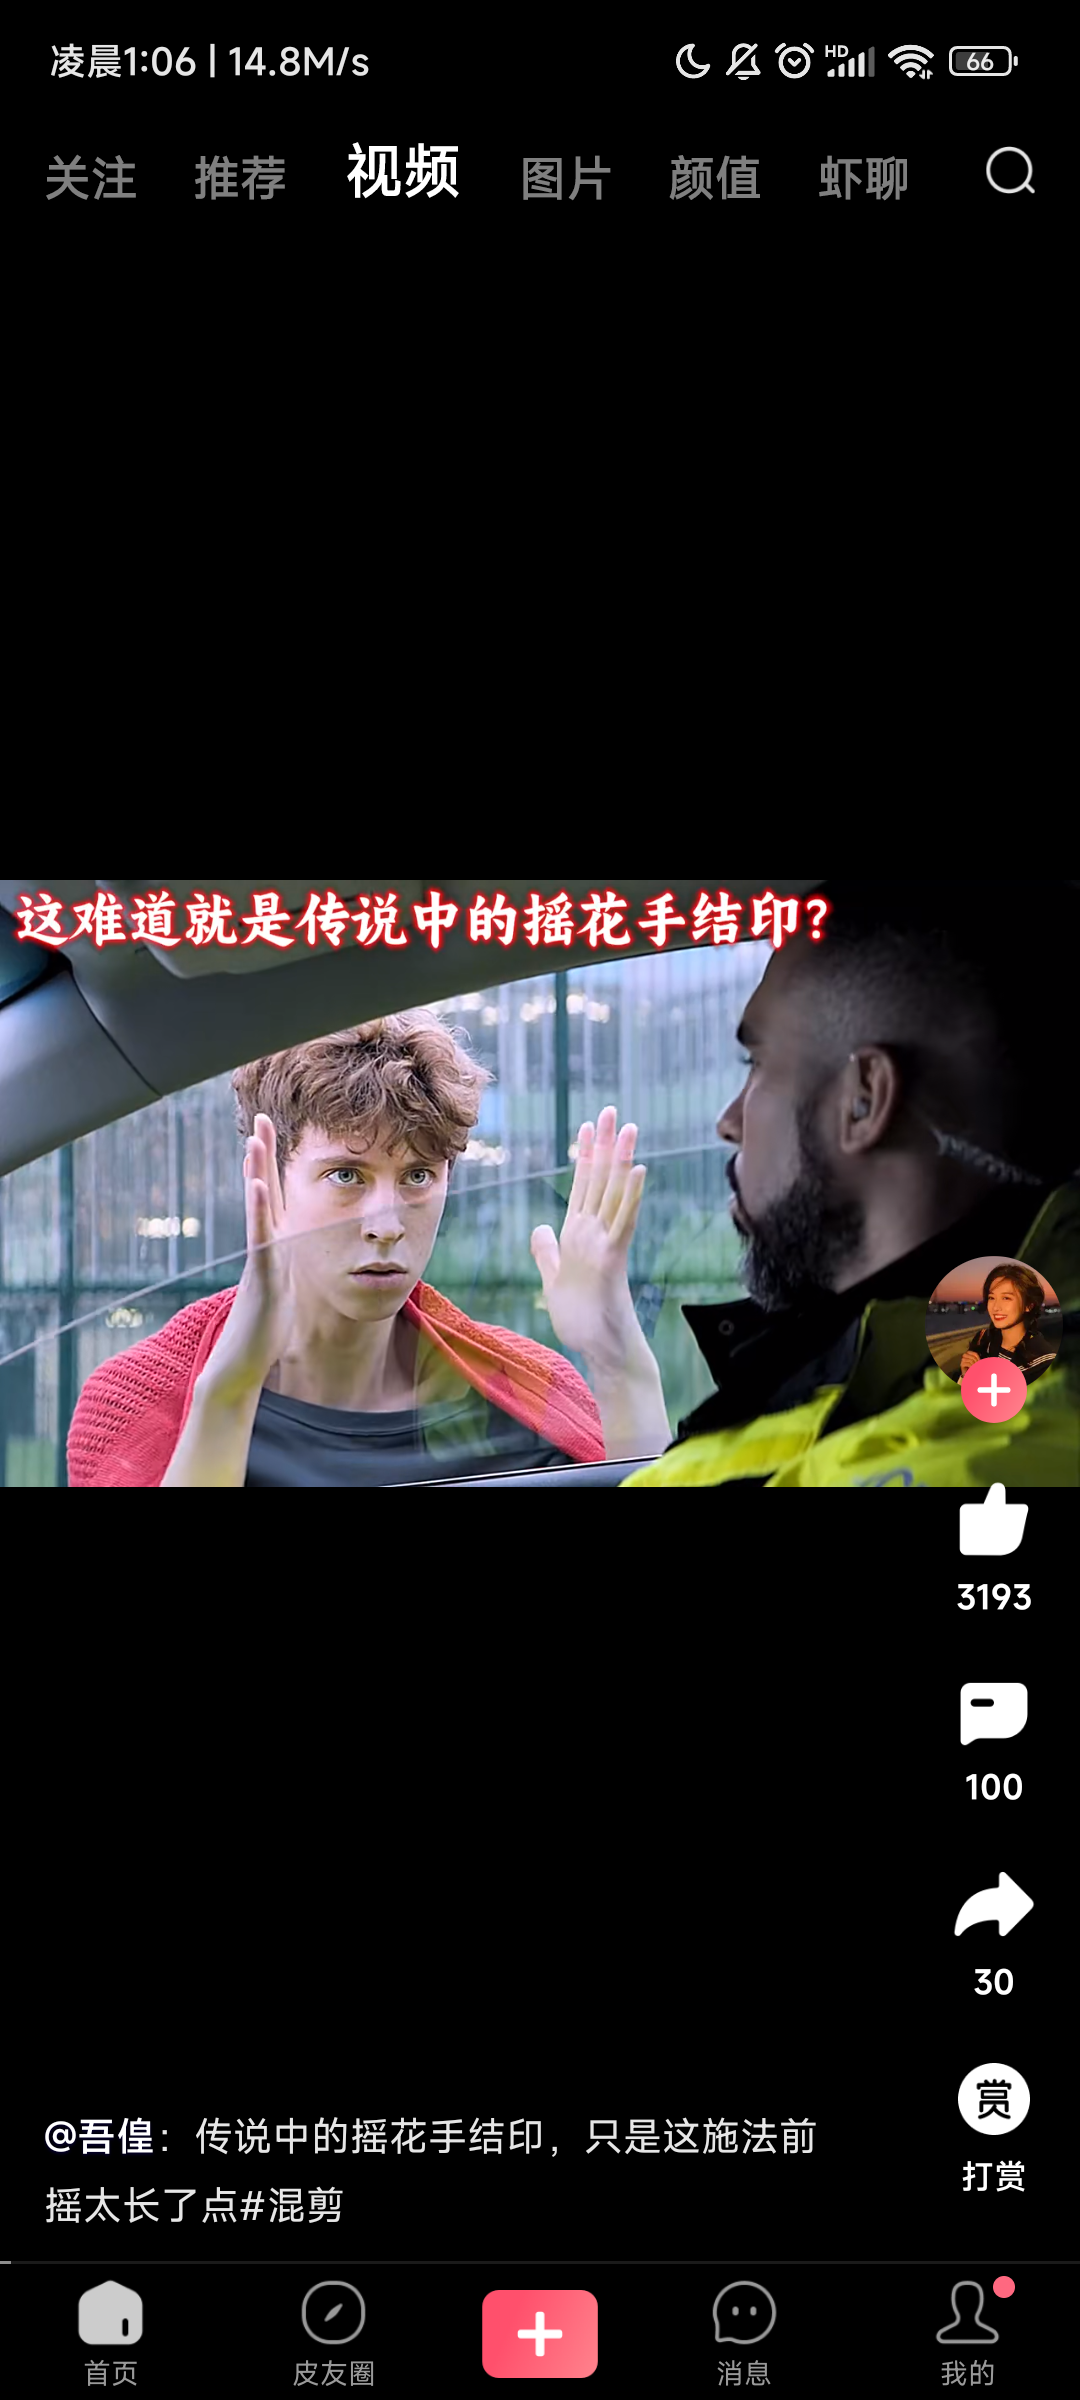 凌晨1:06 | 14.8M/s
HD
66
关注 推荐 视频 图片 颜值 虾聊
这难道就是传说中的摇花手结印?
3193
100
30
赏
打赏
@吾偟：传说中的摇花手结印，只是这施法前
摇太长了点#混剪
首页 皮友圈 消息 我的